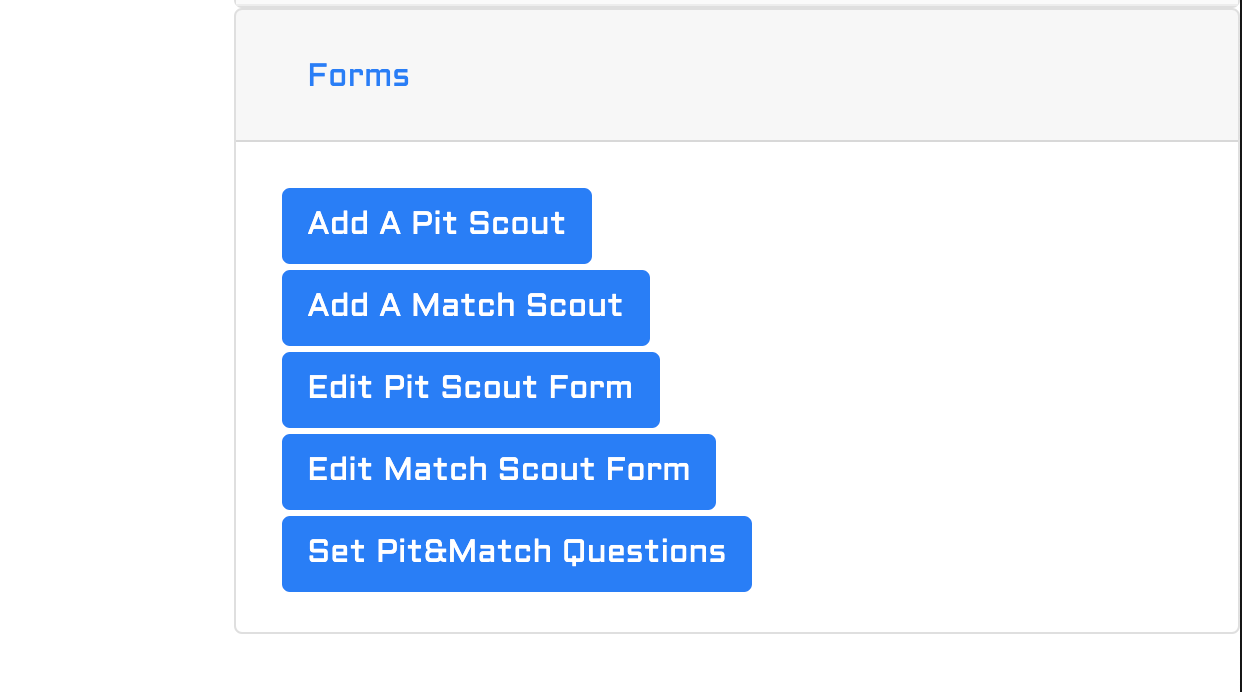 Forms
Add A Pit Scout
Add A Match Scout
Edit Pit Scout Form
Edit Match Scout Form
Set Pit&Match Questions